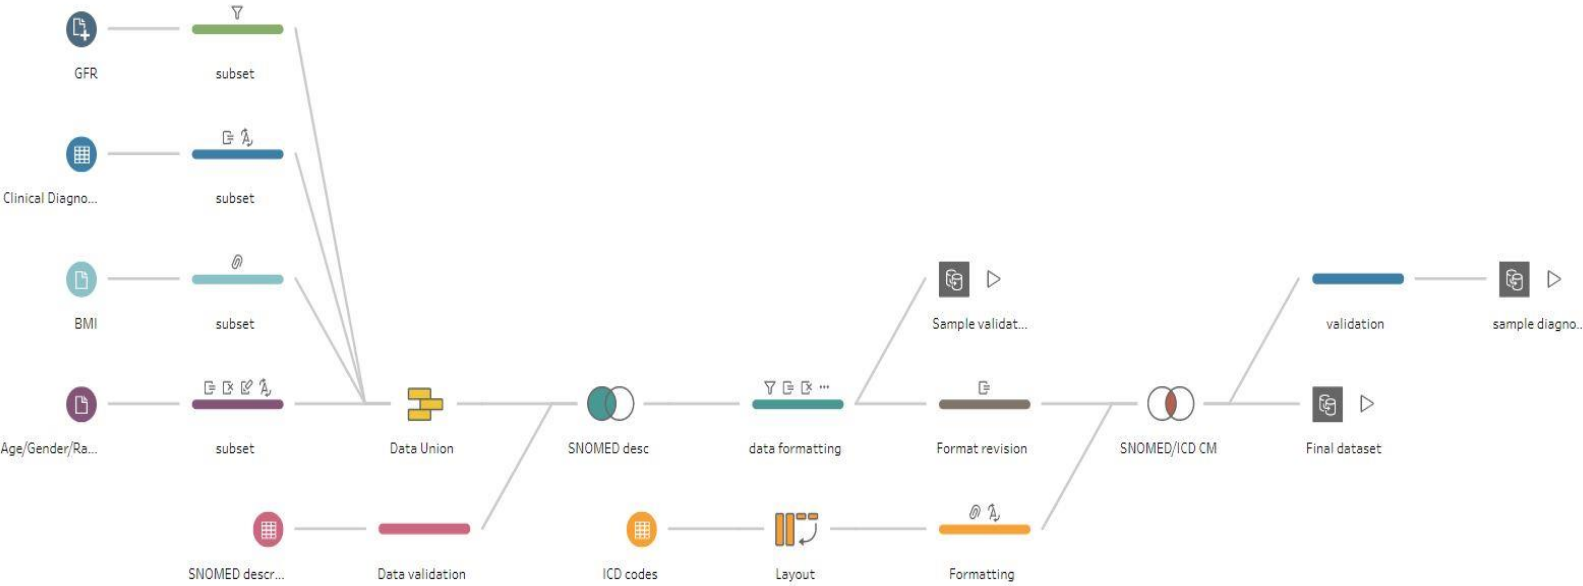 GFR
subset
Clinical Diagno...
subset
BMI
subset
Sample validat...
validation
sample diagno..
Age/Gender/Ra...
subset
Data Union
SNOMED desc
data formatting
Format revision
SNOMED/ICD CM
Final dataset
SNOMED descr...
Data validation
ICD codes
Layout
Formatting